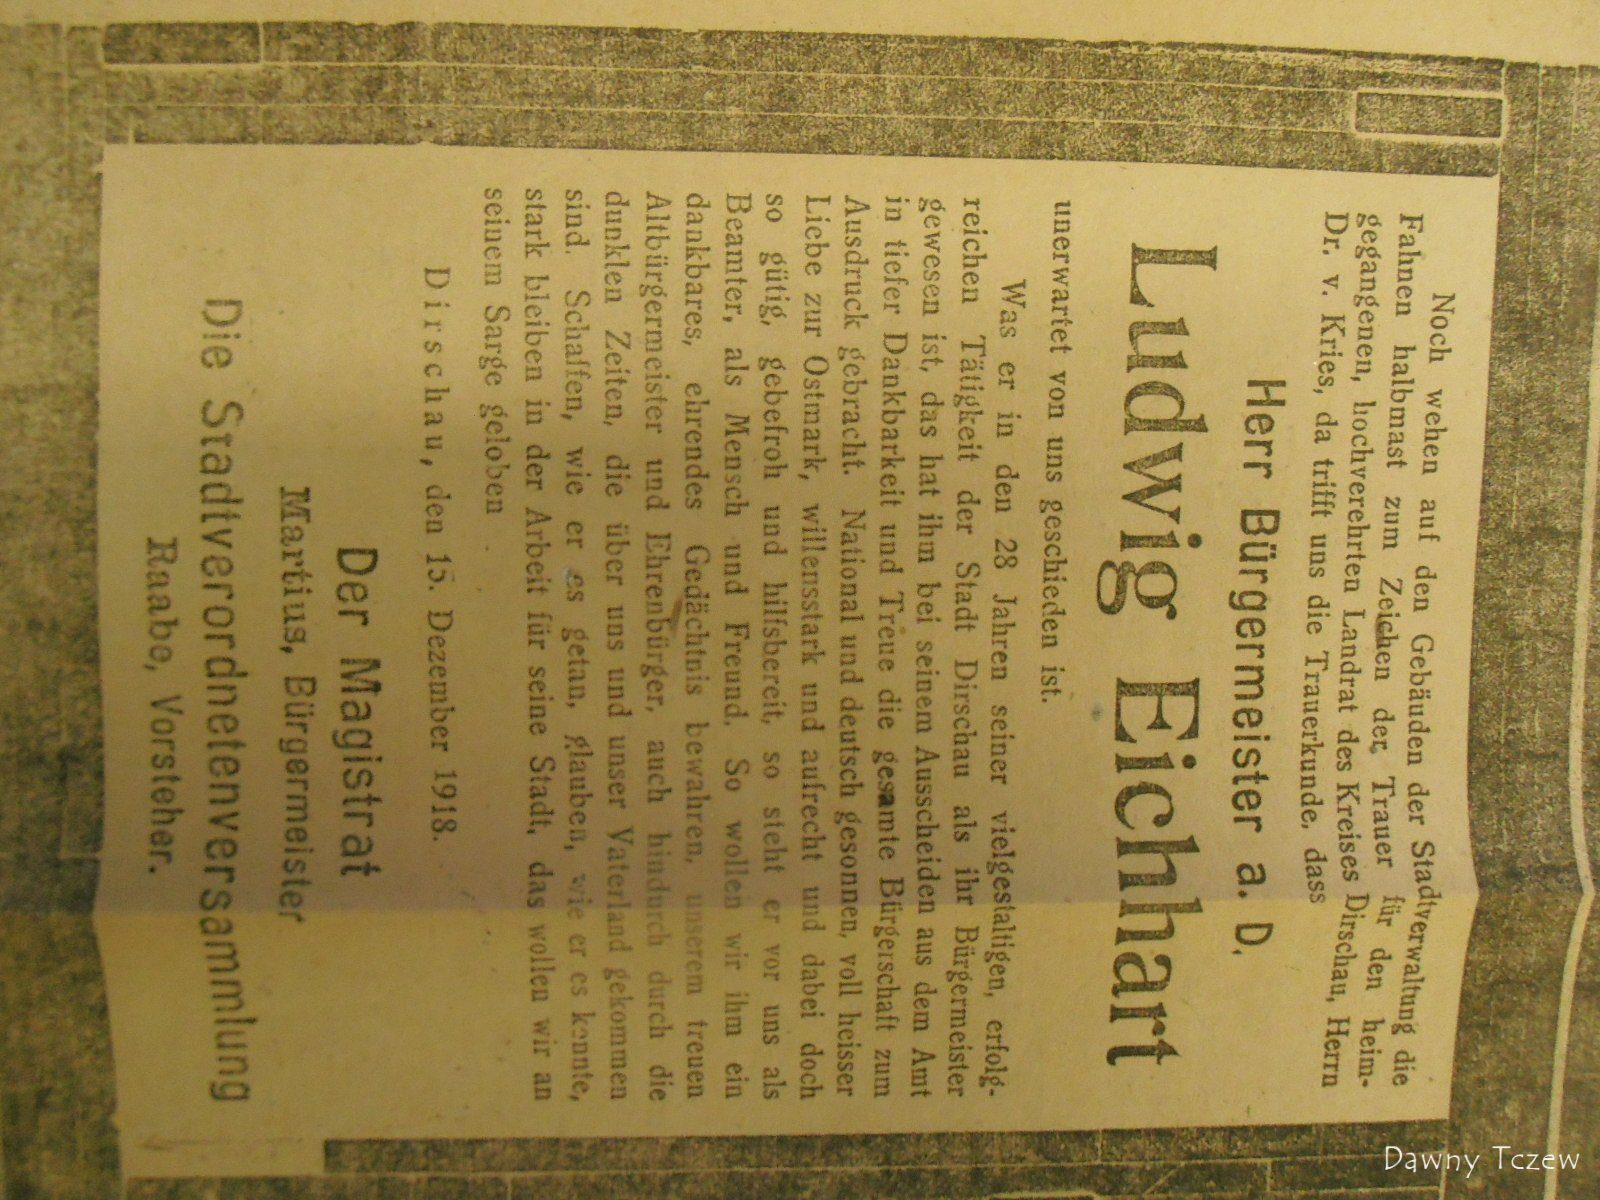 Noch wehen auf den Gebäuden der Stadtverwaltung die
Fahnen halbmast zum Zeichen der Trauer für den heim-
gegangenen, hochverehrten Landrat des Kreises Dirschau, Herrn
Dr. v. Kries, da trifft uns die Trauerkunde, dass
Herr Bürgermeister a. D.
Ludwig Eichhart
unerwartet von uns geschieden ist.
Was er in den 28 Jahren seiner vielgestaltigen, erfolg-
reichen Tätigkeit der Stadt Dirschau als ihr Bürgermeister
gewesen ist, das hat ihm bei seinem Ausscheiden aus dem Amt
in tiefer Dankbarkeit und Treue die gesamte Bürgerschaft zum
Ausdruck gebracht. National und deutsch gesonnen, voll heisser
Liebe zur Ostmark, willensstark und aufrecht und dabei doch
so gütig, gebefroh und hilfsbereit, so steht er vor uns als
Beamter, als Mensch und Freund. So wollen wir ihm ein
dankbares, ehrendes Gedächtnis bewahren, unserem treuen
Altbürgermeister und Ehrenbürger, auch hindurch durch die
dunklen Zeiten, die über uns und unser Vaterland gekommen
sind. Schaffen, wie er es getan, glauben, wie er es konnte,
stark bleiben in der Arbeit für seine Stadt, das wollen wir an
seinem Sarge geloben
Dirschau, den 15. Dezember 1918.
Der Magistrat
Martius, Bürgermeister
Die Stadtverordnetenversammlung
Raabe, Vorsteher.
Dawny Tczew